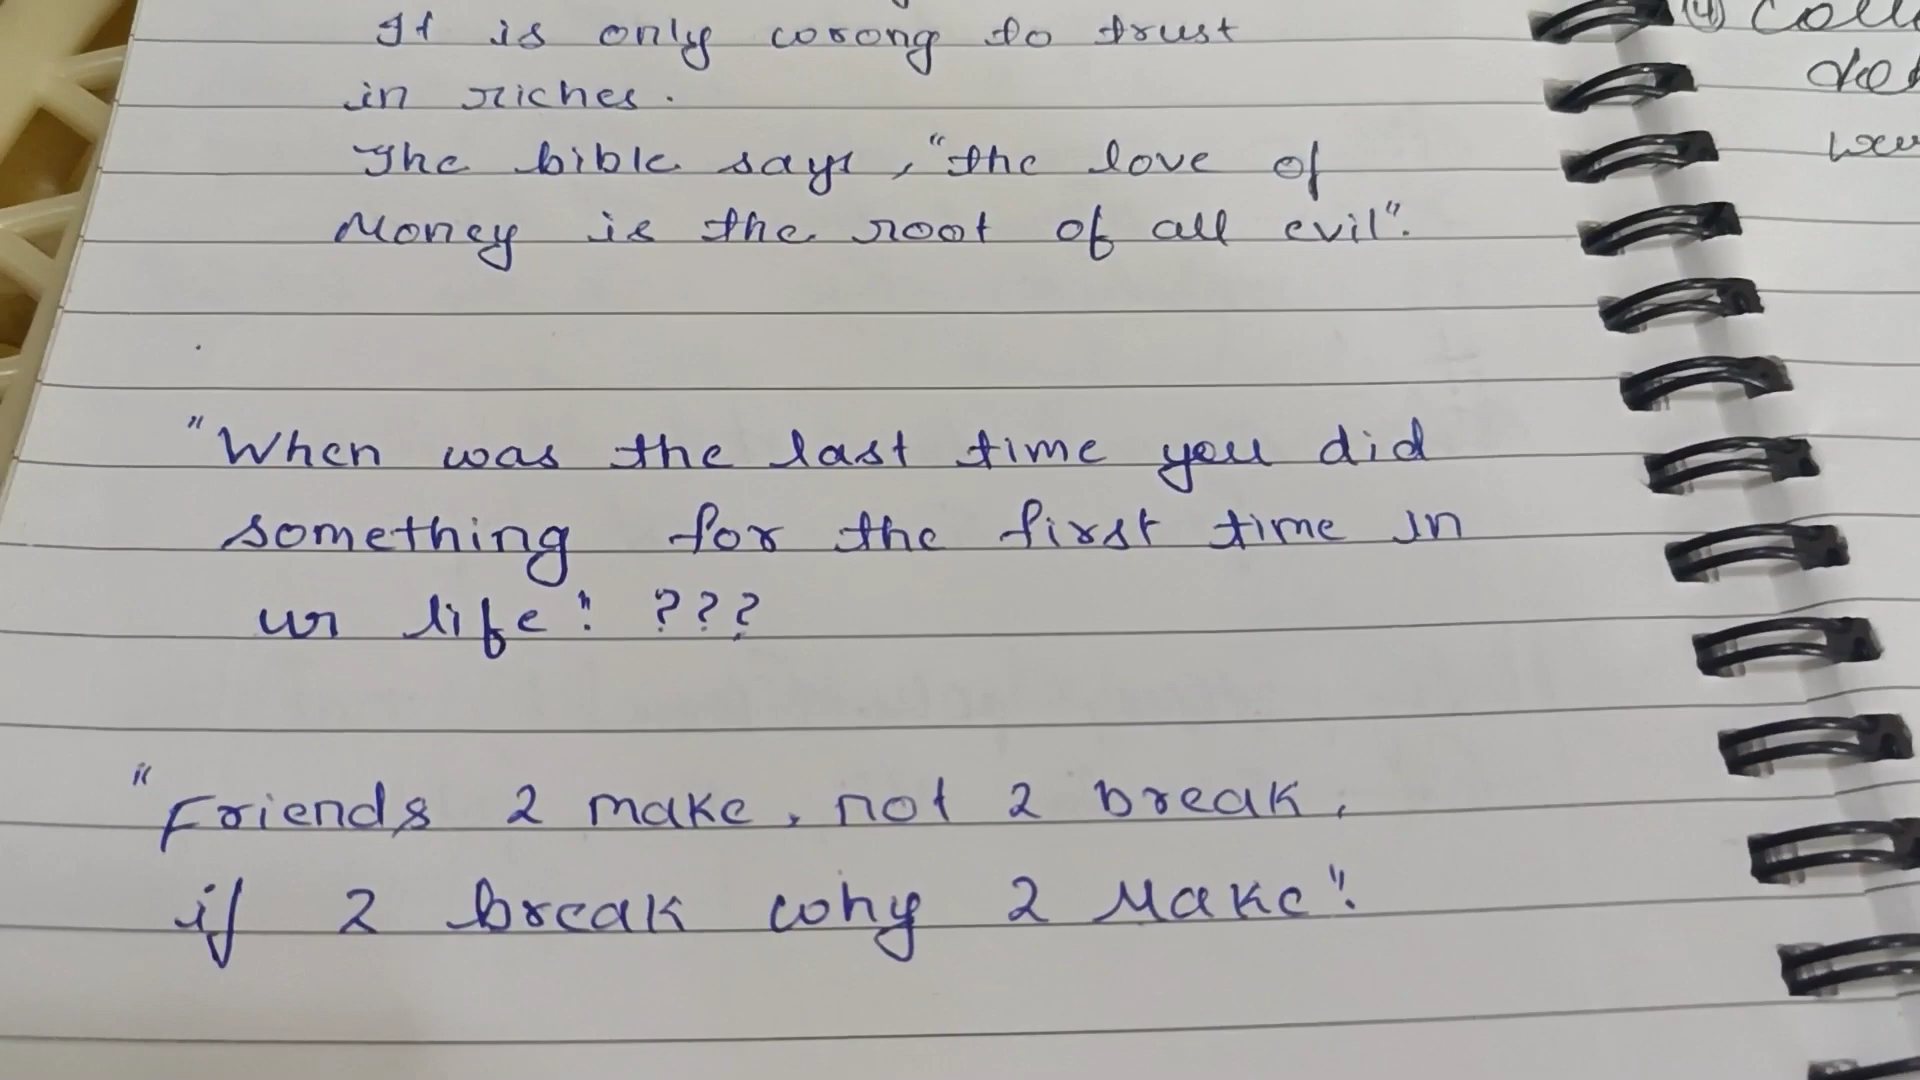 It is only wrong to trust
in riches.
The bible says, "the love of
Money is the root of all evil".
"When was the last time you did
something for the first time in
ur life". ???
"Friends 2 make, not 2 break,
if 2 break why 2 Make".
(4)